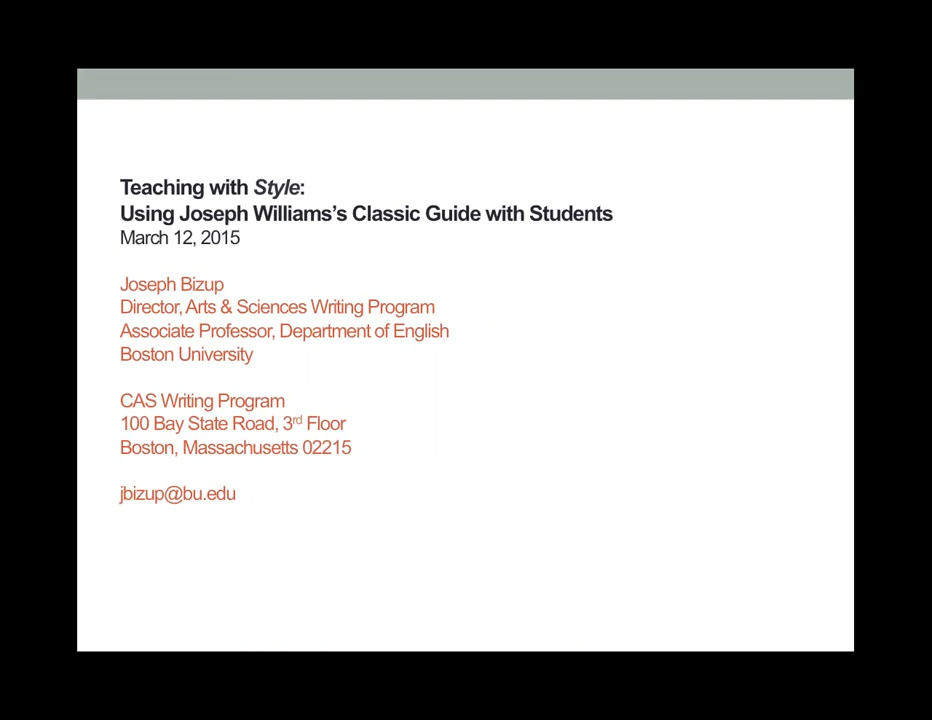 Teaching with Style:
Using Joseph Williams’s Classic Guide with Students
March 12, 2015
Joseph Bizup
Director, Arts & Sciences Writing Program
Associate Professor, Department of English
Boston University
CAS Writing Program
100 Bay State Road, 3rd Floor
Boston, Massachusetts 02215
jbizup@bu.edu